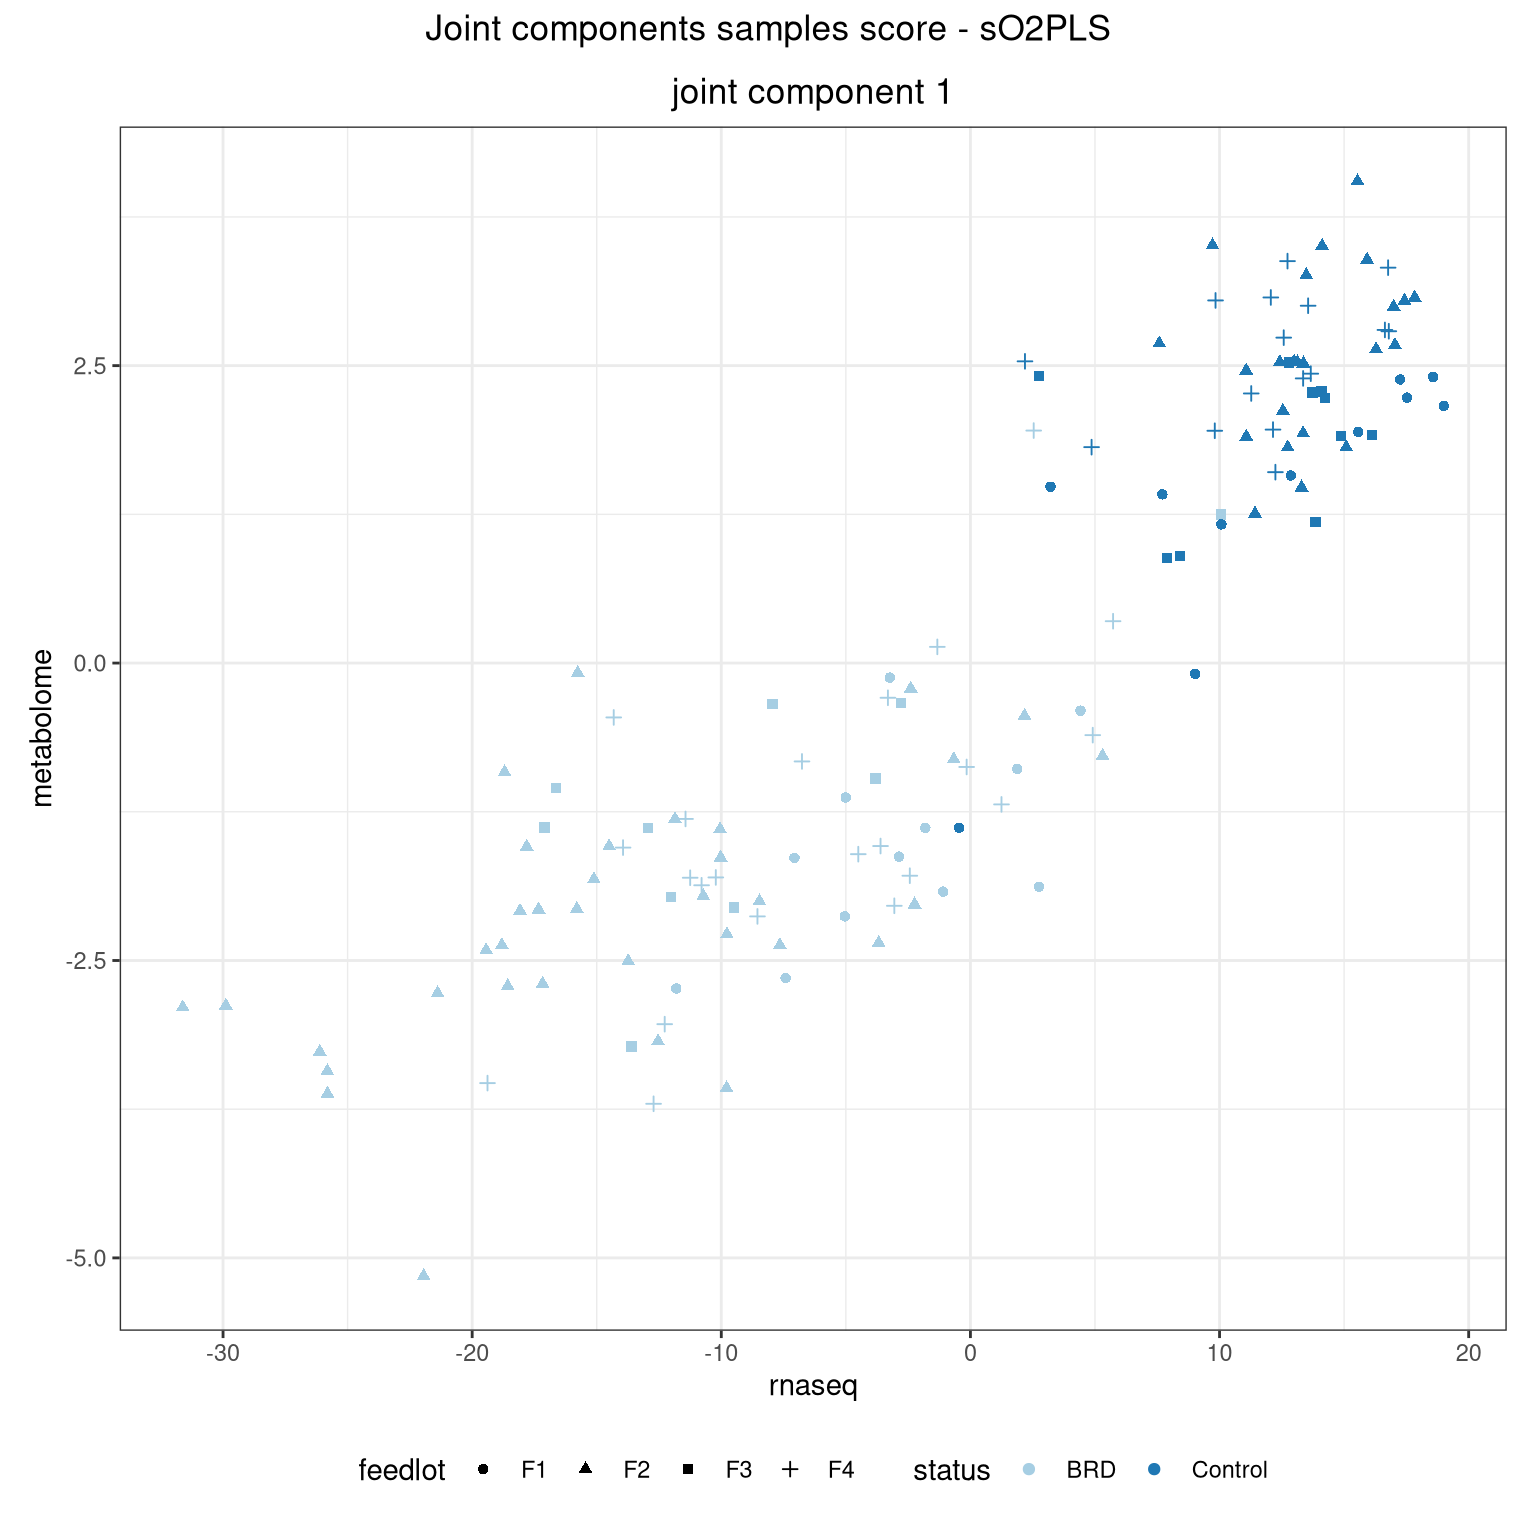 Joint components samples score - sO2PLS
joint component 1
metabolome
2.5
0.0
-2.5
-5.0
-30 -20 -10 0 10 20
rnaseq
feedlot F1 F2 F3 F4 status BRD Control